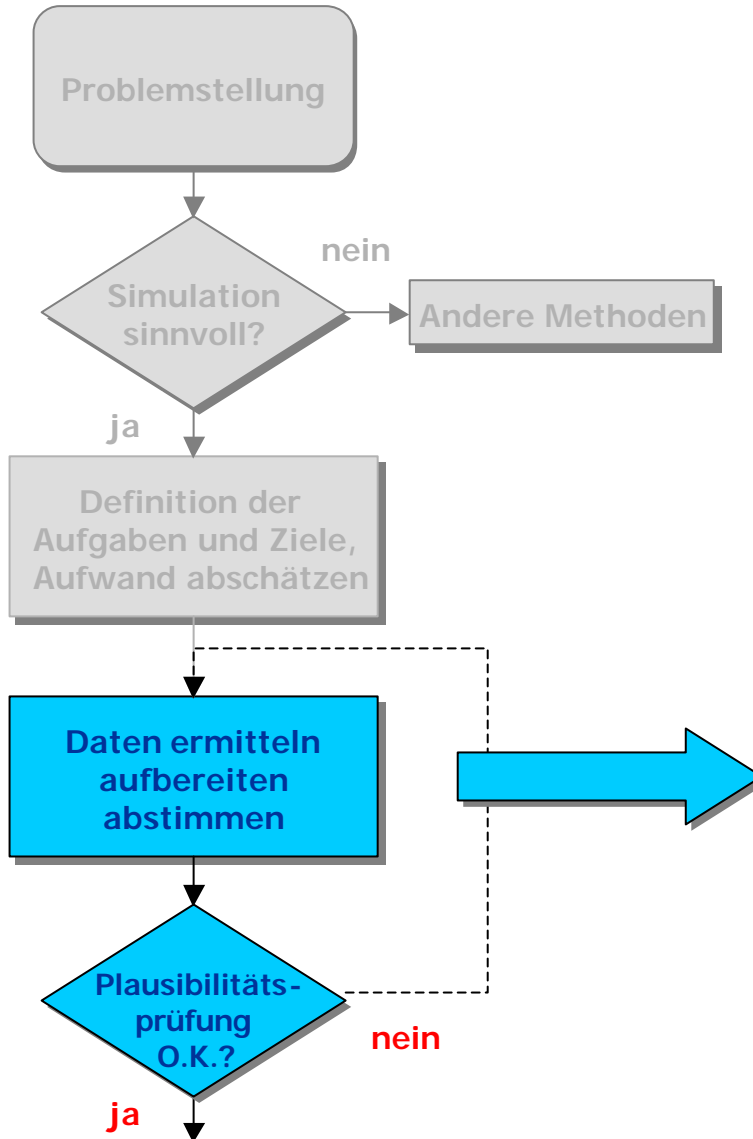 Problemstellung
nein
Simulation
sinnvoll?
Andere Methoden
ja
Definition der
Aufgaben und Ziele,
Aufwand abschätzen
Daten ermitteln
aufbereiten
abstimmen
Plausibilitäts-
prüfung
O.K.?
nein
ja